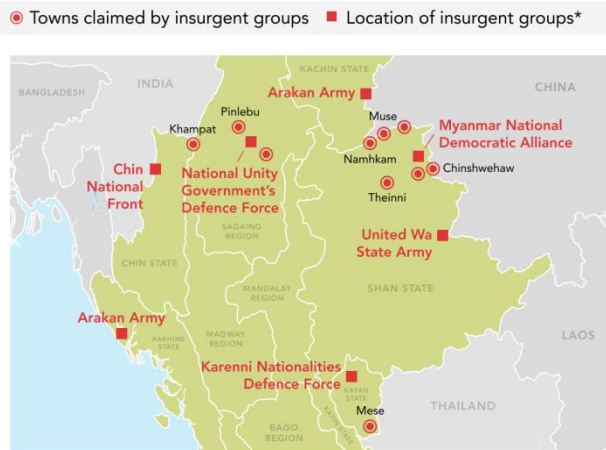 Towns claimed by insurgent groups
Location of insurgent groups*
KACHIN STATE
INDIA
CHINA
BANGLADESH
Arakan Army
Pinlebu
Muse
Khampat
Myanmar National
Democratic Alliance
Namhkam
Chin
National
Front
National Unity
Government's
Defence Force
Chinshwehaw
Theinni
SAGAING
REGION
United Wa
State Army
CHIN STATE
MANDALAY
REGION
SHAN STATE
Arakan Army
RAKHINE
STATE
MAGWAY
REGION
LAOS
Karenni Nationalities
Defence Force
KAYAH
STATE
THAILAND
Mese
KAYIN STATE
BAGO
REGION